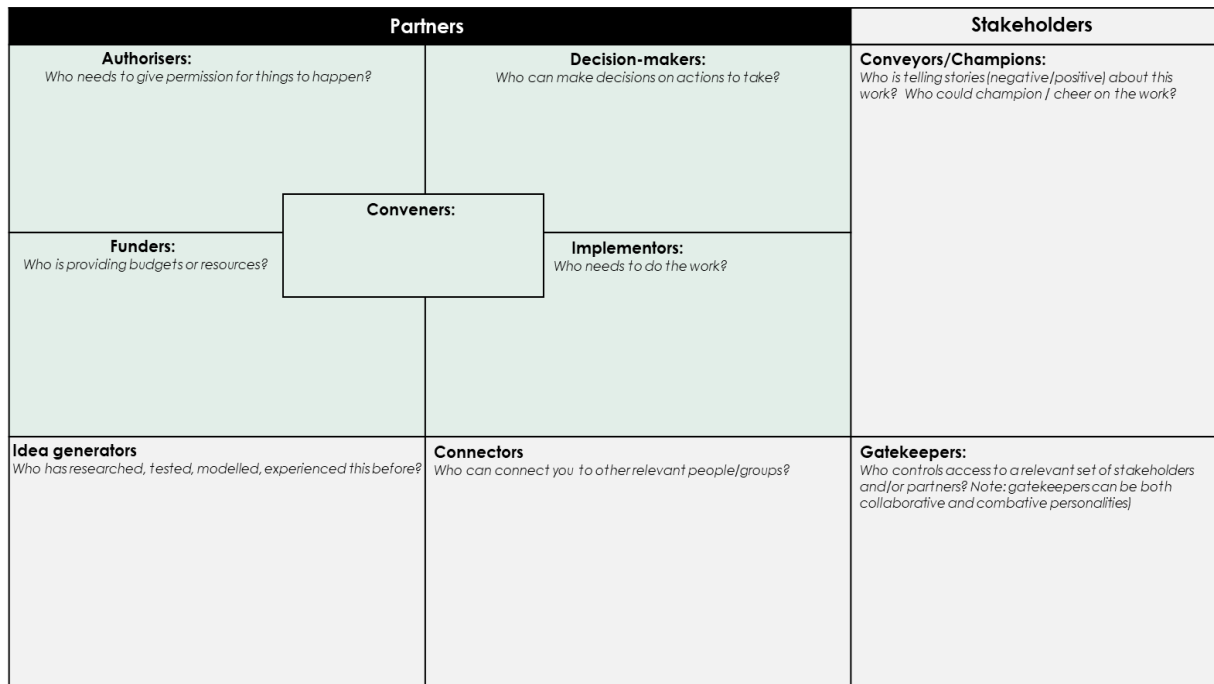 Partners
Stakeholders
Authorisers:
Who needs to give permission for things to happen?
Decision-makers:
Who can make decisions on actions to take?
Conveyors/Champions:
Who is telling stories (negative/positive) about this
work? Who could champion / cheer on the work?
Conveners:
Funders:
Who is providing budgets or resources?
Implementors:
Who needs to do the work?
Idea generators
Who has researched, tested, modelled, experienced this before?
Connectors
Who can connect you to other relevant people/groups?
Gatekeepers:
Who controls access to a relevant set of stakeholders
and/or partners? Note: gatekeepers can be both
collaborative and combative personalities)